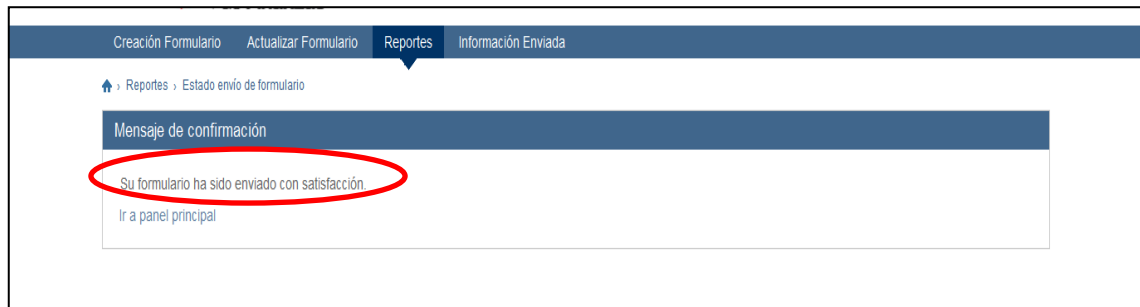 Creación Formulario Actualizar Formulario Reportes Información Enviada
› Reportes › Estado envío de formulario
Mensaje de confirmación
Su formulario ha sido enviado con satisfacción.
Ir a panel principal